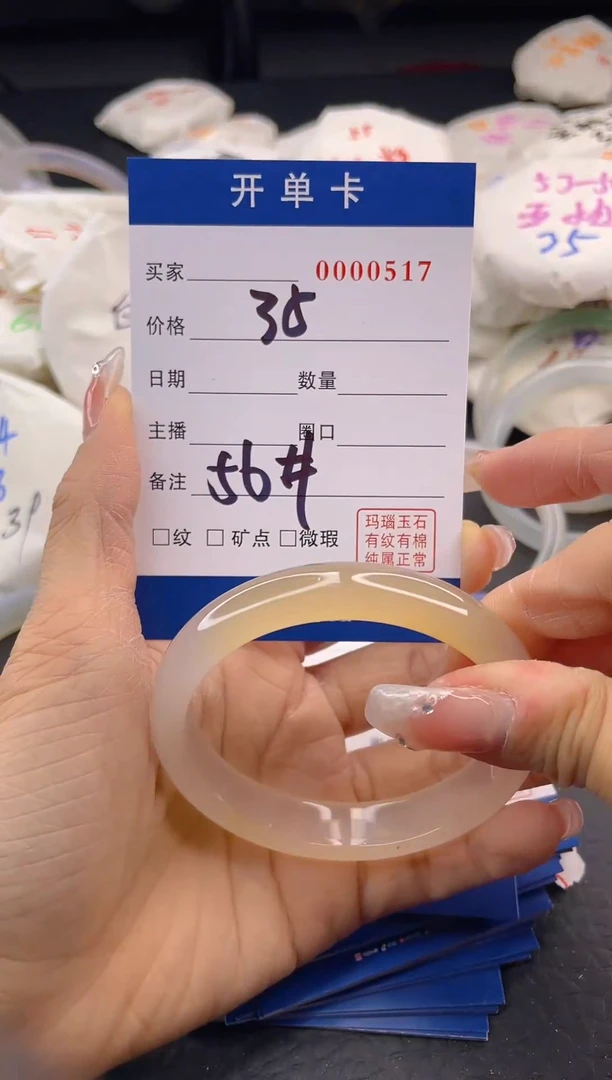 开单卡
买家 0000517
价格 35
日期 数量
主播 圈口
备注 56#
□纹 □矿点 □微瑕
玛瑙玉石
有纹有棉
纯属正常
35